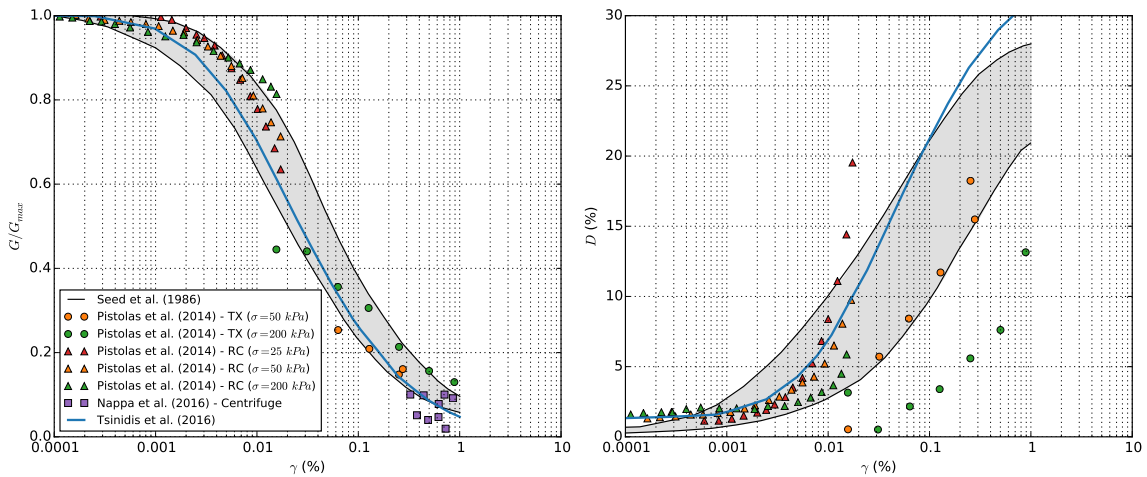 1.0
0.8
0.6
0.4
0.2
0.0
G/G_max
Seed et al. (1986)
Pistolas et al. (2014) - TX (σ=50 kPa)
Pistolas et al. (2014) - TX (σ=200 kPa)
Pistolas et al. (2014) - RC (σ=25 kPa)
Pistolas et al. (2014) - RC (σ=50 kPa)
Pistolas et al. (2014) - RC (σ=200 kPa)
Nappa et al. (2016) - Centrifuge
Tsinidis et al. (2016)
0.0001 0.001 0.01 0.1 1 10
γ (%)
30
25
20
15
10
5
0
D (%)
0.0001 0.001 0.01 0.1 1 10
γ (%)